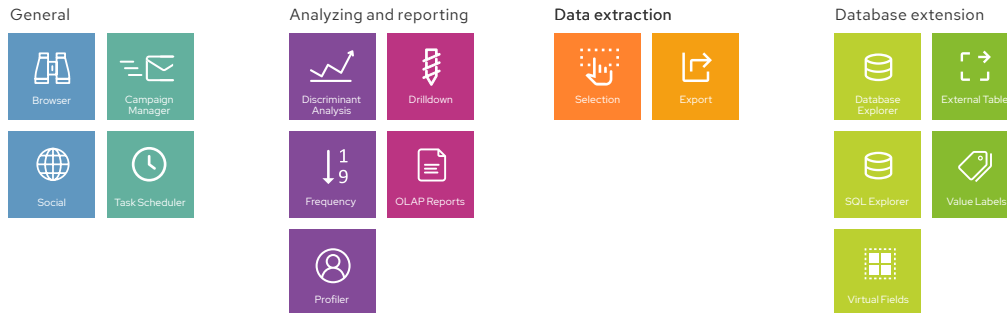 General
Browser
Campaign
Manager
Social
Task Scheduler
Analyzing and reporting
Discriminant
Analysis
Drilldown
1
9
Frequency
OLAP Reports
Profiler
Data extraction
Selection
Export
Database extension
Database
Explorer
External Table
SQL Explorer
Value Labels
Virtual Fields